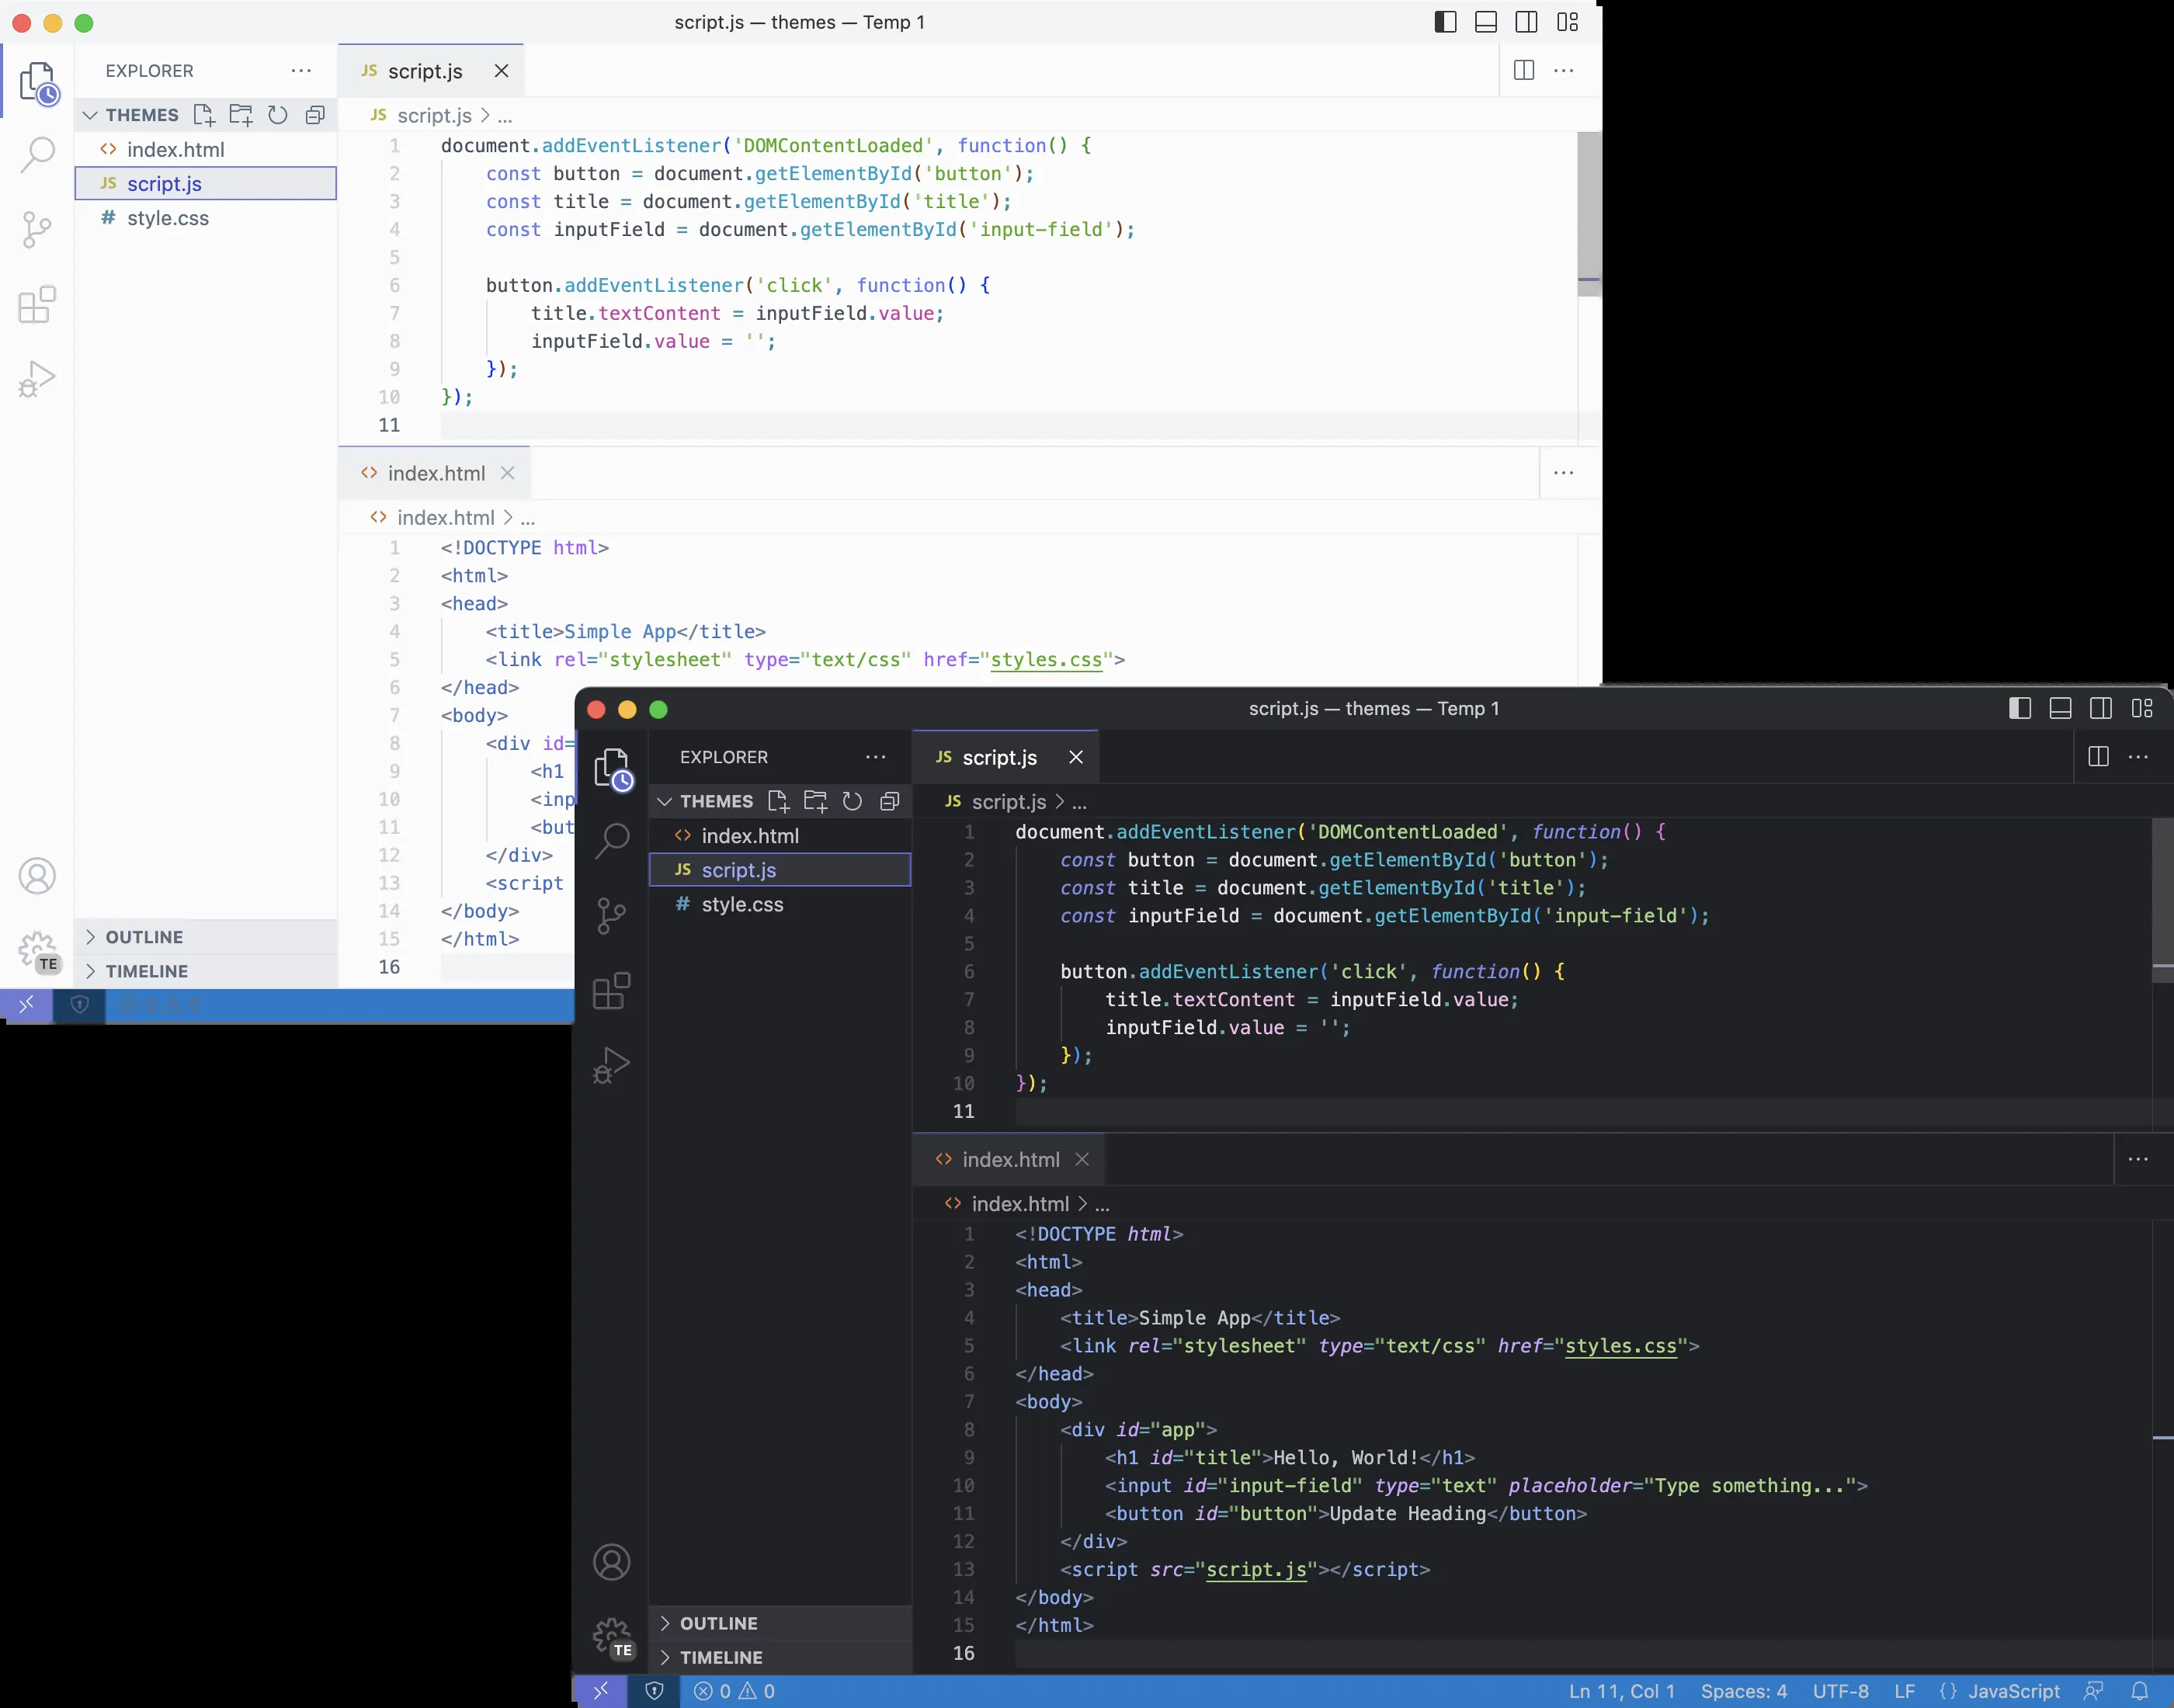 script.js — themes — Temp 1
EXPLORER
THEMES
index.html
JS script.js
# style.css
OUTLINE
TIMELINE
TE
JS script.js
JS script.js > ...
1 document.addEventListener('DOMContentLoaded', function() {
2 const button = document.getElementById('button');
3 const title = document.getElementById('title');
4 const inputField = document.getElementById('input-field');
5
6 button.addEventListener('click', function() {
7 title.textContent = inputField.value;
8 inputField.value = '';
9 });
10 });
11
<> index.html
<> index.html > ...
1 <!DOCTYPE html>
2 <html>
3 <head>
4 <title>Simple App</title>
5 <link rel="stylesheet" type="text/css" href="styles.css">
6 </head>
7 <body>
8 <div id=
9 <h1
10 <inp
11 <but
12 </div>
13 <script
14 </body>
15 </html>
16
0 0
script.js — themes — Temp 1
EXPLORER
THEMES
<> index.html
JS script.js
# style.css
OUTLINE
TIMELINE
TE
JS script.js
JS script.js > ...
1 document.addEventListener('DOMContentLoaded', function() {
2 const button = document.getElementById('button');
3 const title = document.getElementById('title');
4 const inputField = document.getElementById('input-field');
5
6 button.addEventListener('click', function() {
7 title.textContent = inputField.value;
8 inputField.value = '';
9 });
10 });
11
<> index.html
<> index.html > ...
1 <!DOCTYPE html>
2 <html>
3 <head>
4 <title>Simple App</title>
5 <link rel="stylesheet" type="text/css" href="styles.css">
6 </head>
7 <body>
8 <div id="app">
9 <h1 id="title">Hello, World!</h1>
10 <input id="input-field" type="text" placeholder="Type something...">
11 <button id="button">Update Heading</button>
12 </div>
13 <script src="script.js"></script>
14 </body>
15 </html>
16
0 0 Ln 11, Col 1 Spaces: 4 UTF-8 LF {} JavaScript